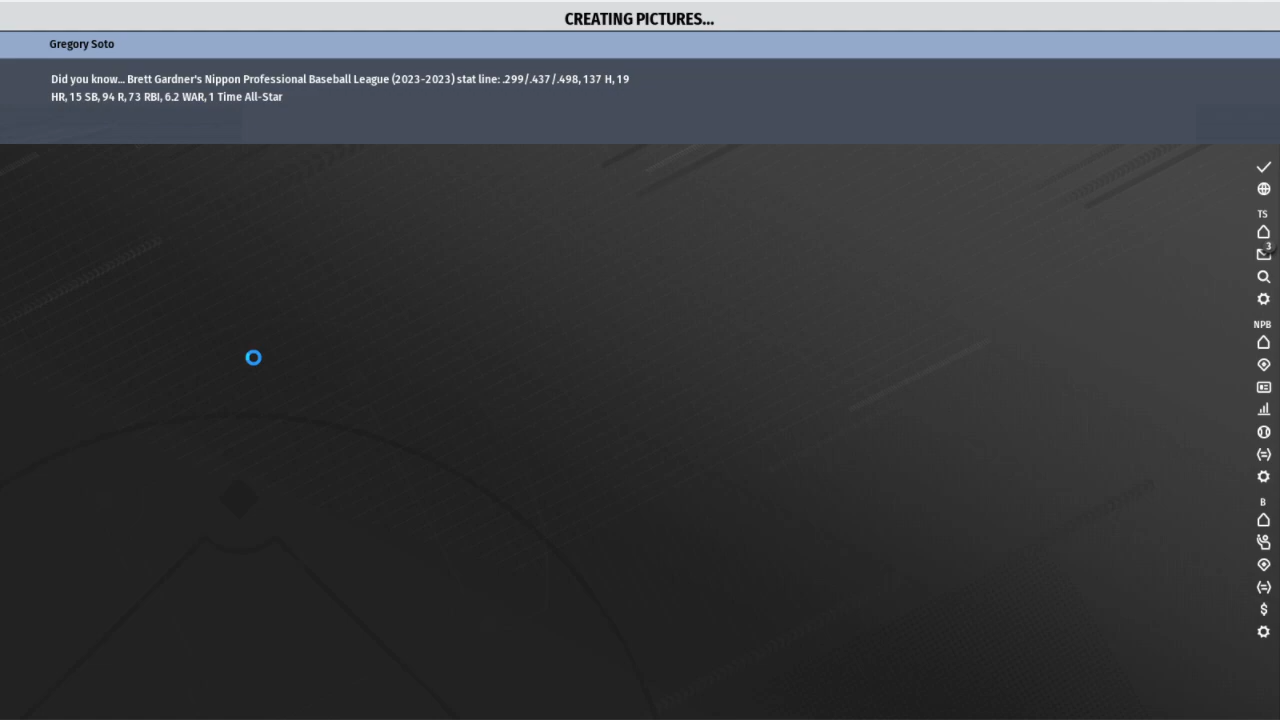 CREATING PICTURES...
Gregory Soto
Did you know... Brett Gardner's Nippon Professional Baseball League (2023-2023) stat line: .299/.437/.498, 137 H, 19
HR, 15 SB, 94 R, 73 RBI, 6.2 WAR, 1 Time All-Star
TS
3
NPB
B